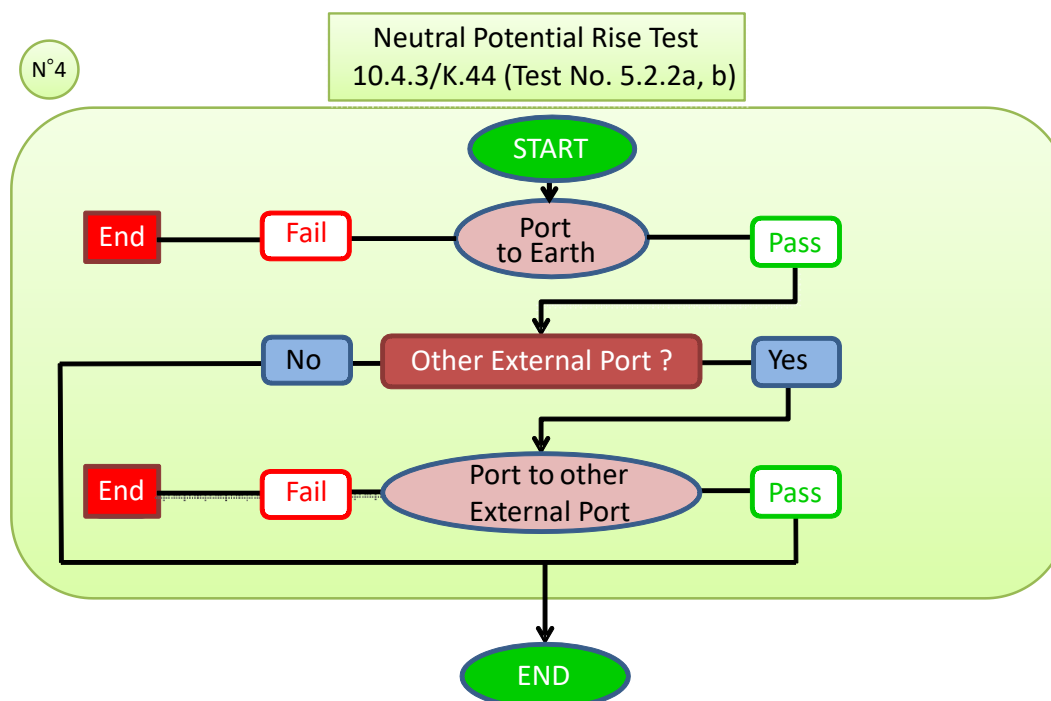 N°4
Neutral Potential Rise Test
10.4.3/K.44 (Test No. 5.2.2a, b)
START
End
Fail
Port
to Earth
Pass
No
Other External Port ?
Yes
End
Fail
Port to other
External Port
Pass
END